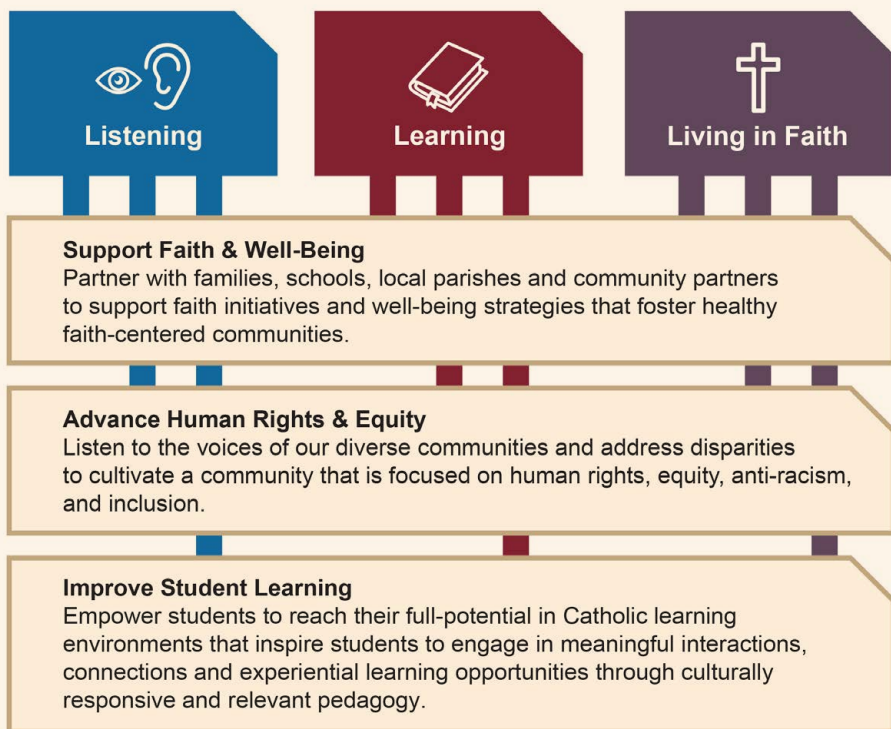 Listening
Learning
Living in Faith
Support Faith & Well-Being
Partner with families, schools, local parishes and community partners
to support faith initiatives and well-being strategies that foster healthy
faith-centered communities.
Advance Human Rights & Equity
Listen to the voices of our diverse communities and address disparities
to cultivate a community that is focused on human rights, equity, anti-racism,
and inclusion.
Improve Student Learning
Empower students to reach their full-potential in Catholic learning
environments that inspire students to engage in meaningful interactions,
connections and experiential learning opportunities through culturally
responsive and relevant pedagogy.